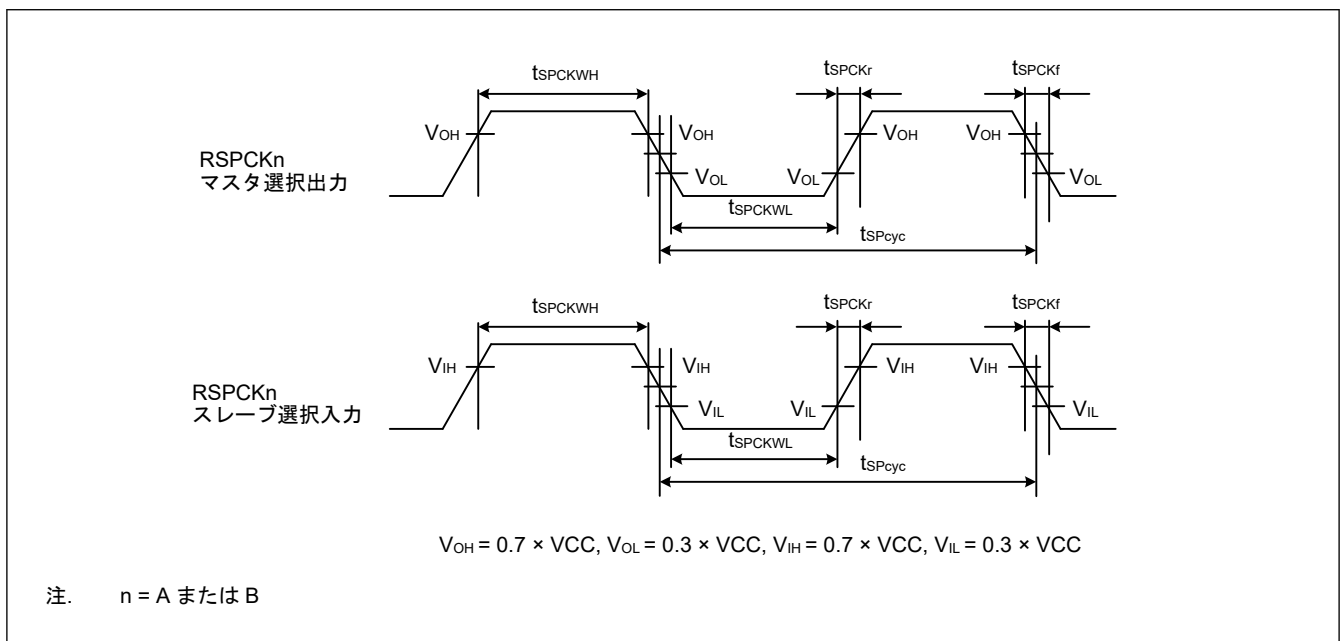 tSPCKWH tSPCKr tSPCKf
VOH VOH VOH VOH
RSPCKn
マスタ選択出力
VOL VOL VOL
tSPCKWL
tSPcyc
tSPCKWH tSPCKr tSPCKf
VIH VIH VIH VIH
RSPCKn
スレーブ選択入力
VIL VIL VIL
tSPCKWL
tSPcyc
VOH = 0.7 × VCC, VOL = 0.3 × VCC, VIH = 0.7 × VCC, VIL = 0.3 × VCC
注. n = A または B